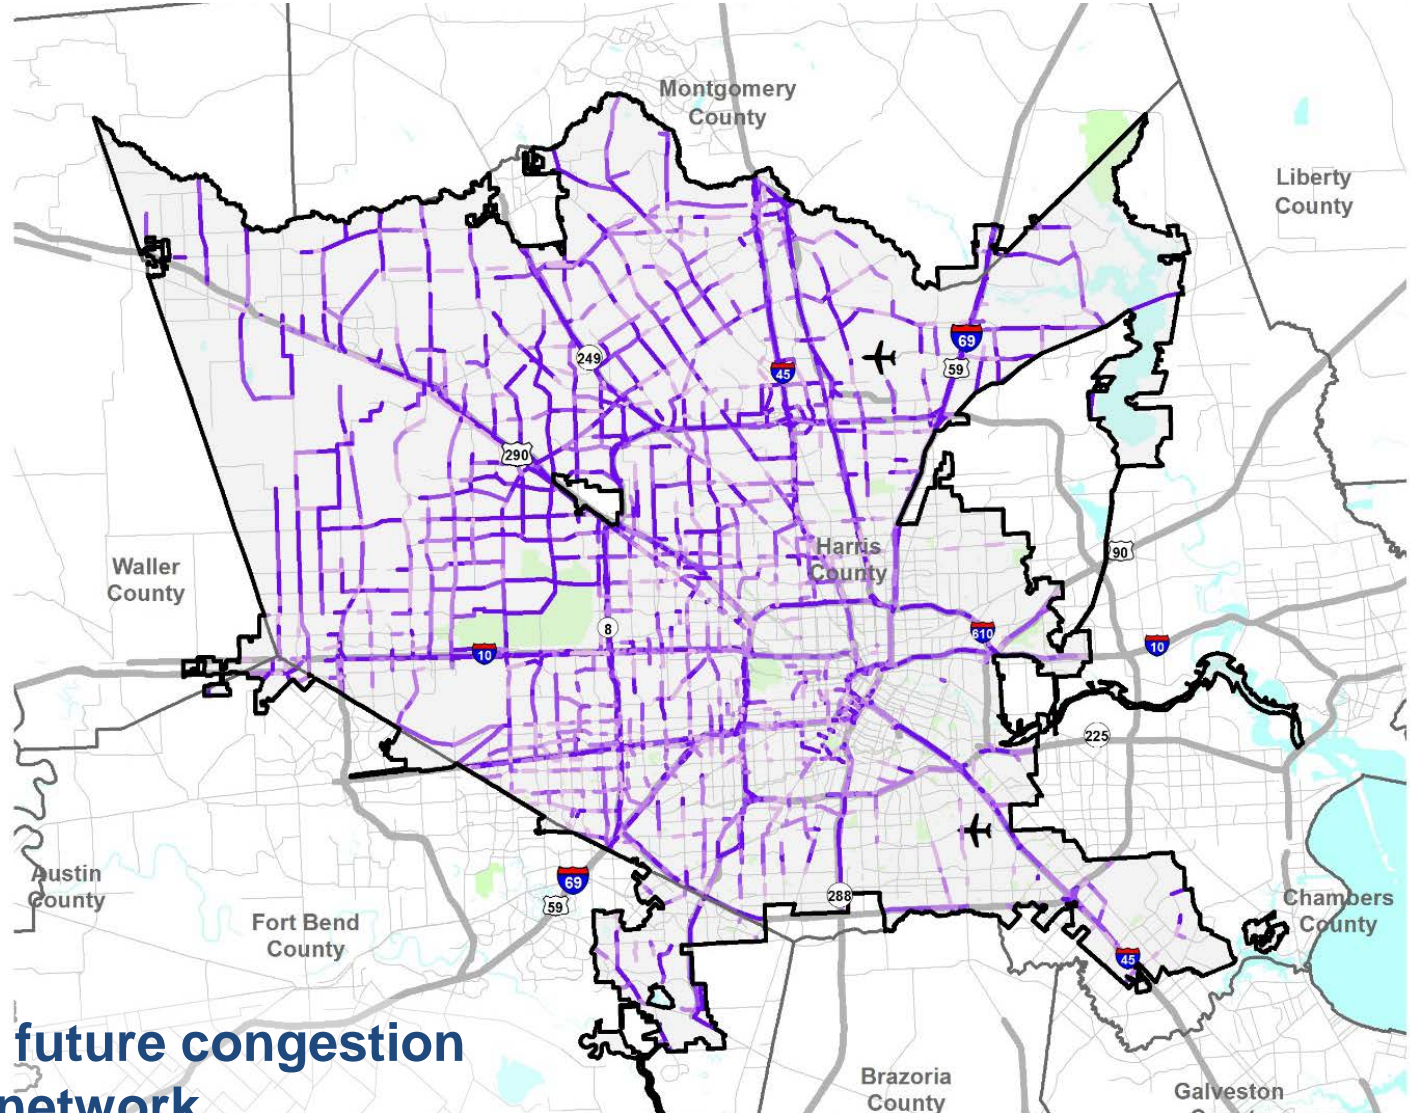 Montgomery
County
Liberty
County
69
59
249
45
290
Harris
County
90
Waller
County
8
610
10
10
225
69
59
288
Austin
County
Fort Bend
County
Chambers
County
45
future congestion
network
Brazoria
County
Galveston